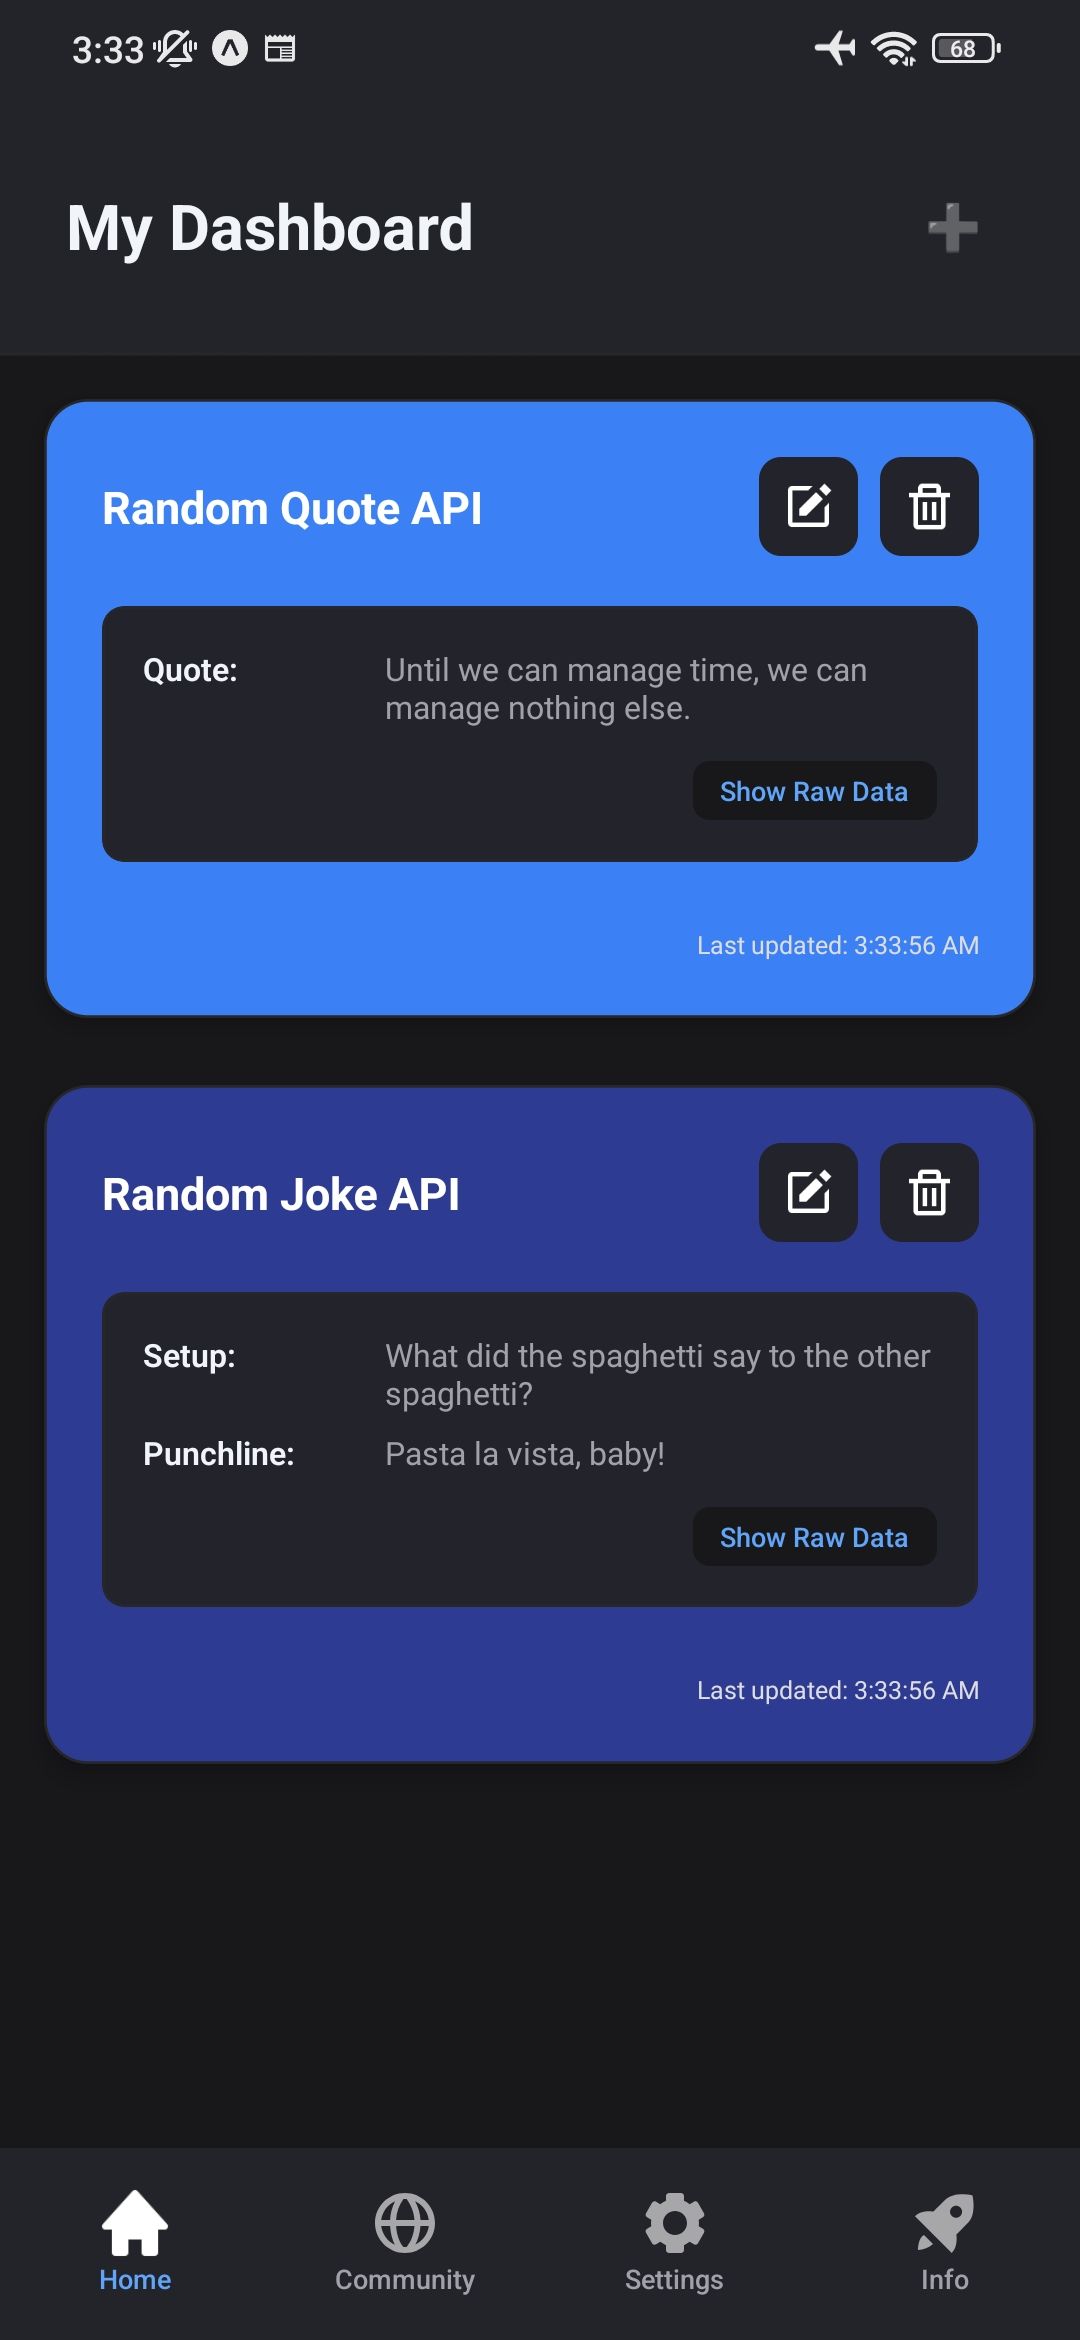 3:33
68
My Dashboard
Random Quote API
Quote: Until we can manage time, we can
manage nothing else.
Show Raw Data
Last updated: 3:33:56 AM
Random Joke API
Setup: What did the spaghetti say to the other
spaghetti?
Punchline: Pasta la vista, baby!
Show Raw Data
Last updated: 3:33:56 AM
Home Community Settings Info